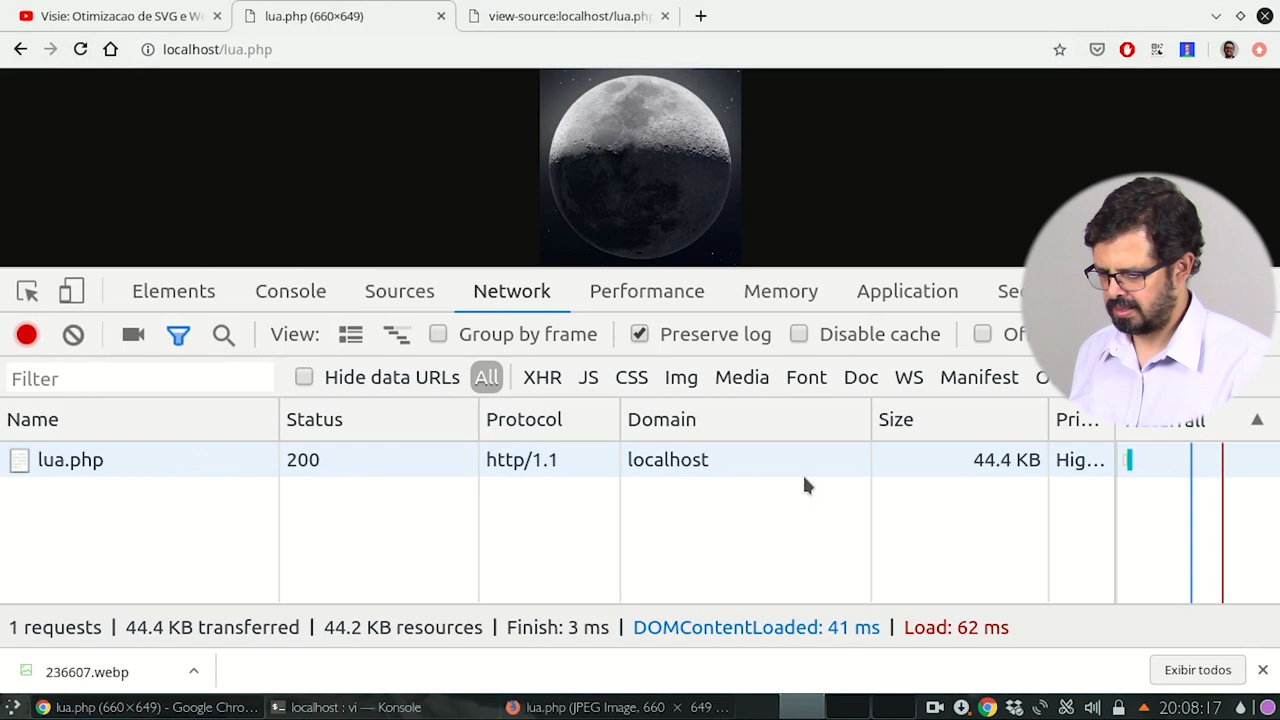 Visie: Otimizacao de SVG e We
lua.php (660×649)
view-source:localhost/lua.php
localhost/lua.php
Elements Console Sources Network Performance Memory Application Se
View: Group by frame Preserve log Disable cache Of
Filter Hide data URLs All XHR JS CSS Img Media Font Doc WS Manifest O
Name Status Protocol Domain Size Pri...
lua.php 200 http/1.1 localhost 44.4 KB Hig...
1 requests | 44.4 KB transferred | 44.2 KB resources | Finish: 3 ms | DOMContentLoaded: 41 ms | Load: 62 ms
236607.webp
Exibir todos
lua.php (660×649) - Google Chro...
localhost : vi — Konsole
lua.php (JPEG Image, 660 × 649 ...
20:08:17